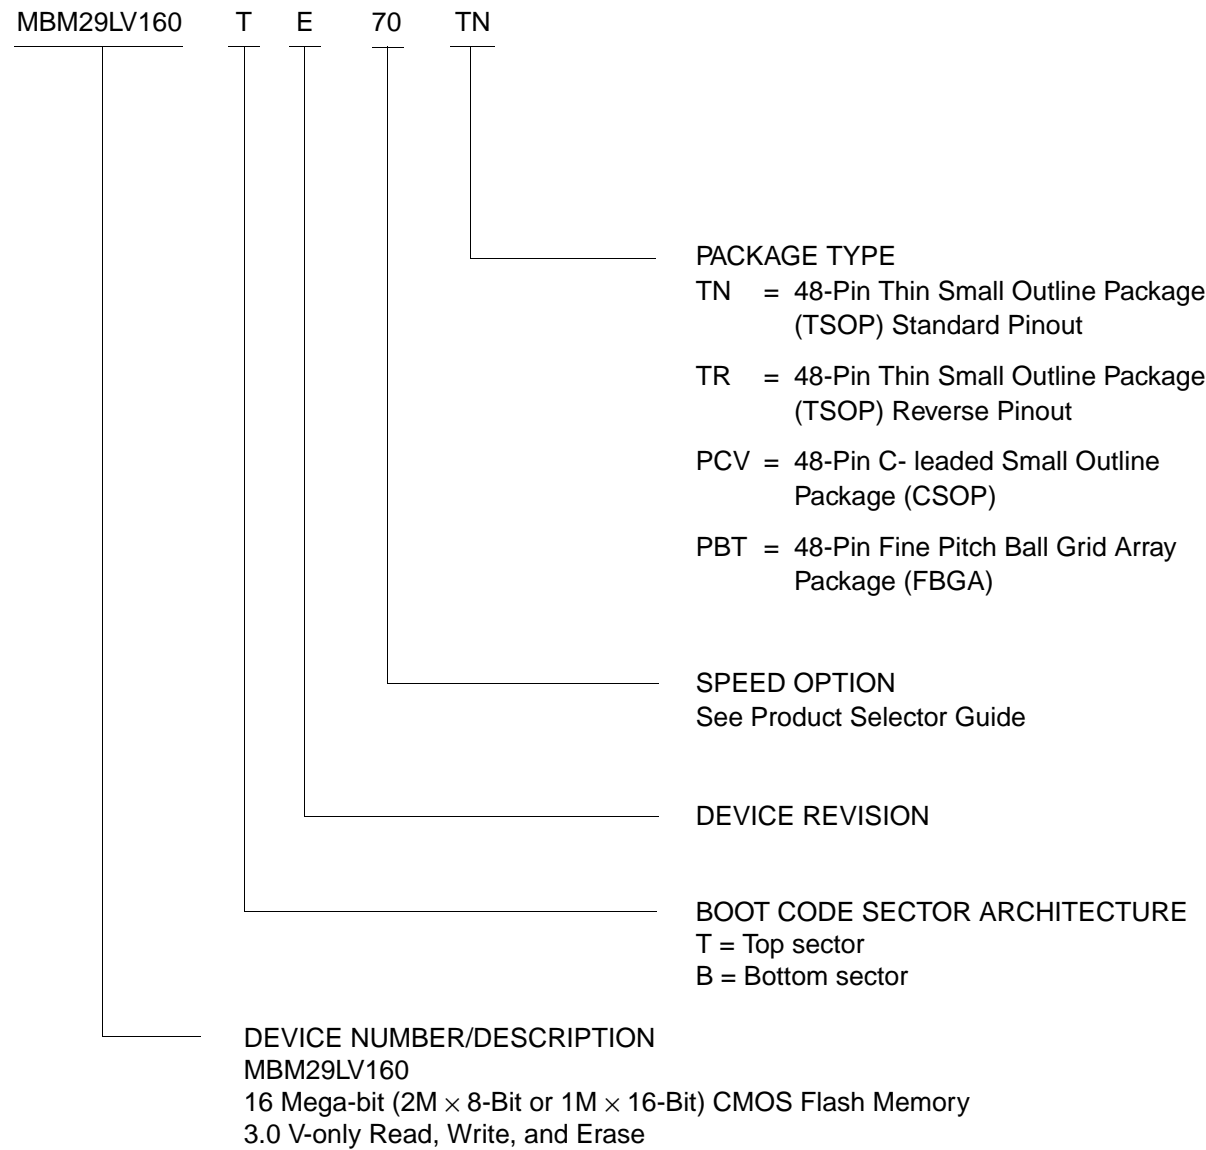 MBM29LV160 T E 70 TN
PACKAGE TYPE
TN = 48-Pin Thin Small Outline Package
(TSOP) Standard Pinout
TR = 48-Pin Thin Small Outline Package
(TSOP) Reverse Pinout
PCV = 48-Pin C- leaded Small Outline
Package (CSOP)
PBT = 48-Pin Fine Pitch Ball Grid Array
Package (FBGA)
SPEED OPTION
See Product Selector Guide
DEVICE REVISION
BOOT CODE SECTOR ARCHITECTURE
T = Top sector
B = Bottom sector
DEVICE NUMBER/DESCRIPTION
MBM29LV160
16 Mega-bit (2M × 8-Bit or 1M × 16-Bit) CMOS Flash Memory
3.0 V-only Read, Write, and Erase